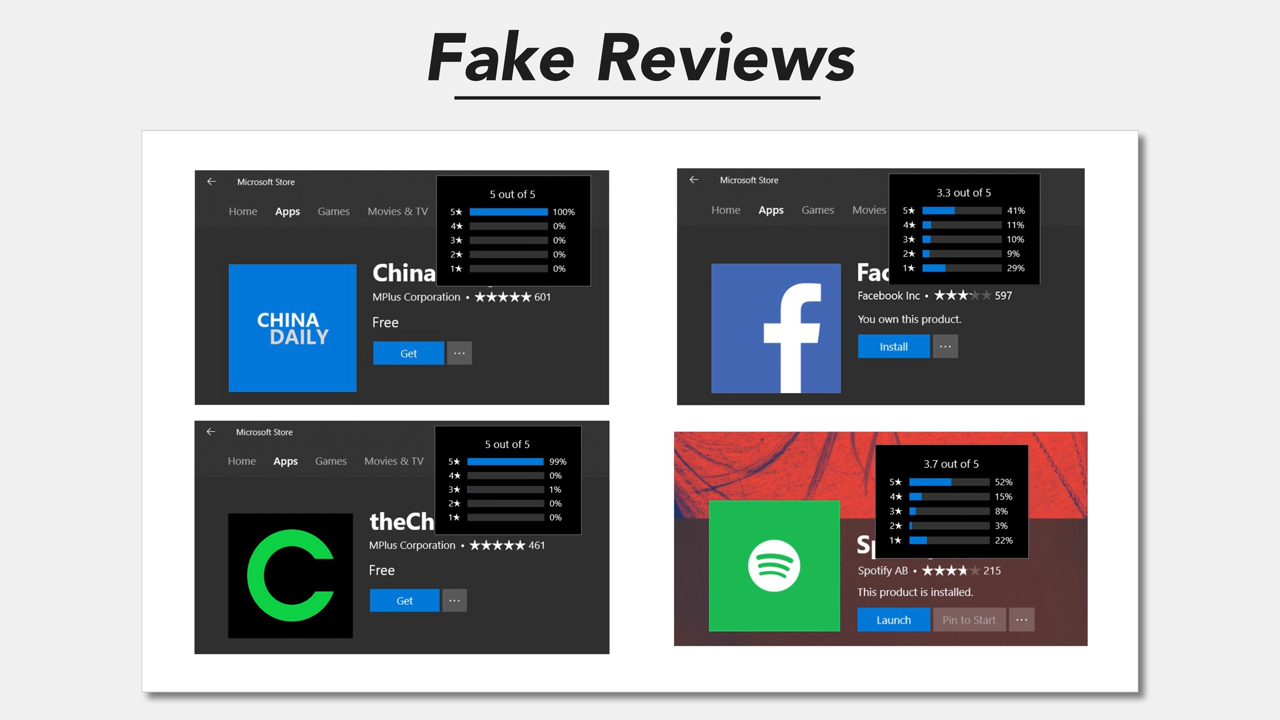 Fake Reviews
Microsoft Store
Home Apps Games Movies & TV
5 out of 5
5★ 100%
4★ 0%
3★ 0%
2★ 0%
1★ 0%
CHINA
DAILY
China
MPlus Corporation • ★★★★★ 601
Free
Get ...
Microsoft Store
Home Apps Games Movies
3.3 out of 5
5★ 41%
4★ 11%
3★ 10%
2★ 9%
1★ 29%
f
Fac
Facebook Inc • ★★★★★ 597
You own this product.
Install ...
Microsoft Store
Home Apps Games Movies & TV
5 out of 5
5★ 99%
4★ 0%
3★ 1%
2★ 0%
1★ 0%
C
theCh
MPlus Corporation • ★★★★★ 461
Free
Get ...
3.7 out of 5
5★ 52%
4★ 15%
3★ 8%
2★ 3%
1★ 22%
Sp
Spotify AB • ★★★★★ 215
This product is installed.
Launch Pin to Start ...